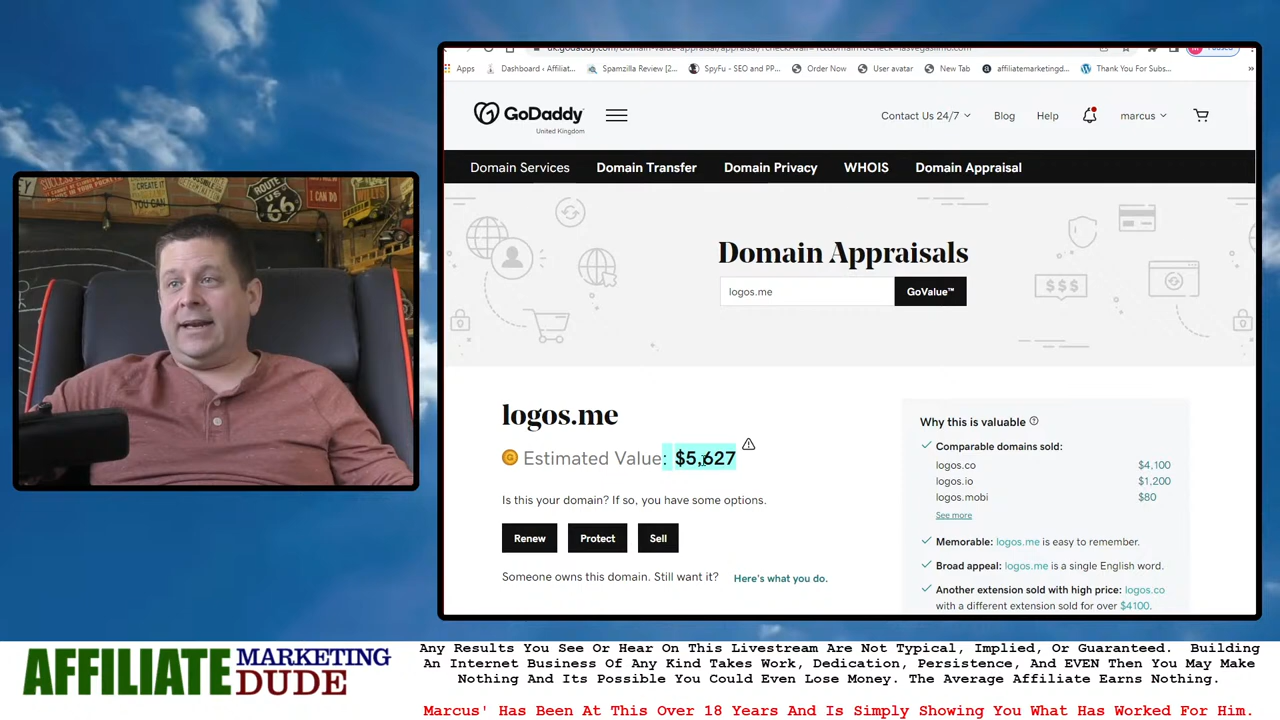 Apps
Dashboard ‹ Affiliat...
Spamzilla Review [2...
SpyFu - SEO and PP...
Order Now
User avatar
New Tab
affiliatemarketingd...
Thank You For Subs...
»
GoDaddy
United Kingdom
Contact Us 24/7
Blog
Help
marcus
Domain Services
Domain Transfer
Domain Privacy
WHOIS
Domain Appraisal
Domain Appraisals
logos.me
GoValue™
$$$
logos.me
G Estimated Value: $5,627
Is this your domain? If so, you have some options.
Renew
Protect
Sell
Someone owns this domain. Still want it? Here's what you do.
Why this is valuable
Comparable domains sold:
logos.co $4,100
logos.io $1,200
logos.mobi $80
See more
Memorable: logos.me is easy to remember.
Broad appeal: logos.me is a single English word.
Another extension sold with high price: logos.co
with a different extension sold for over $4100.
CREATE IT
ROUTE
US
66
I CAN DO
AFFILIATE MARKETING
DUDE
Any Results You See or Hear On This Livestream Are Not Typical, Implied, Or Guaranteed. Building
An Internet Business Of Any Kind Takes Work, Dedication, Persistence, And EVEN Then You May Make
Nothing And Its Possible You Could Even Lose Money. The Average Affiliate Earns Nothing.
Marcus' Has Been At This Over 18 Years And Is Simply Showing You What Has Worked For Him.